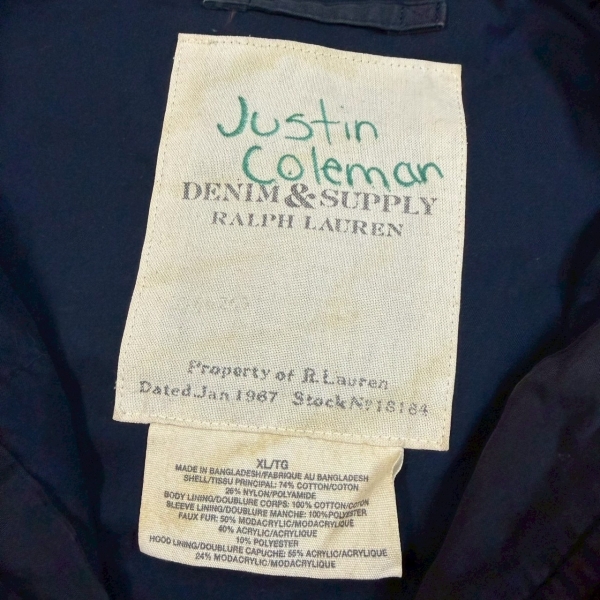 Justin
Coleman
DENIM & SUPPLY
RALPH LAUREN
Property of R. Lauren
Dated Jan 1967 Stock No 18184
XL/TG
MADE IN BANGLADESH/FABRIQUE AU BANGLADESH
SHELL/TISSU PRINCIPAL: 74% COTTON/COTON
26% NYLON/POLYAMIDE
BODY LINING/DOUBLURE CORPS: 100% COTTON/COTON
SLEEVE LINING/DOUBLURE MANCHE: 100% POLYESTER
FAUX FUR: 50% MODACRYLIC/MODACRYLIQUE
40% ACRYLIC/ACRYLIQUE
10% POLYESTER
HOOD LINING/DOUBLURE CAPUCHE: 55% ACRYLIC/ACRYLIQUE
24% MODACRYLIC/MODACRYLIQUE